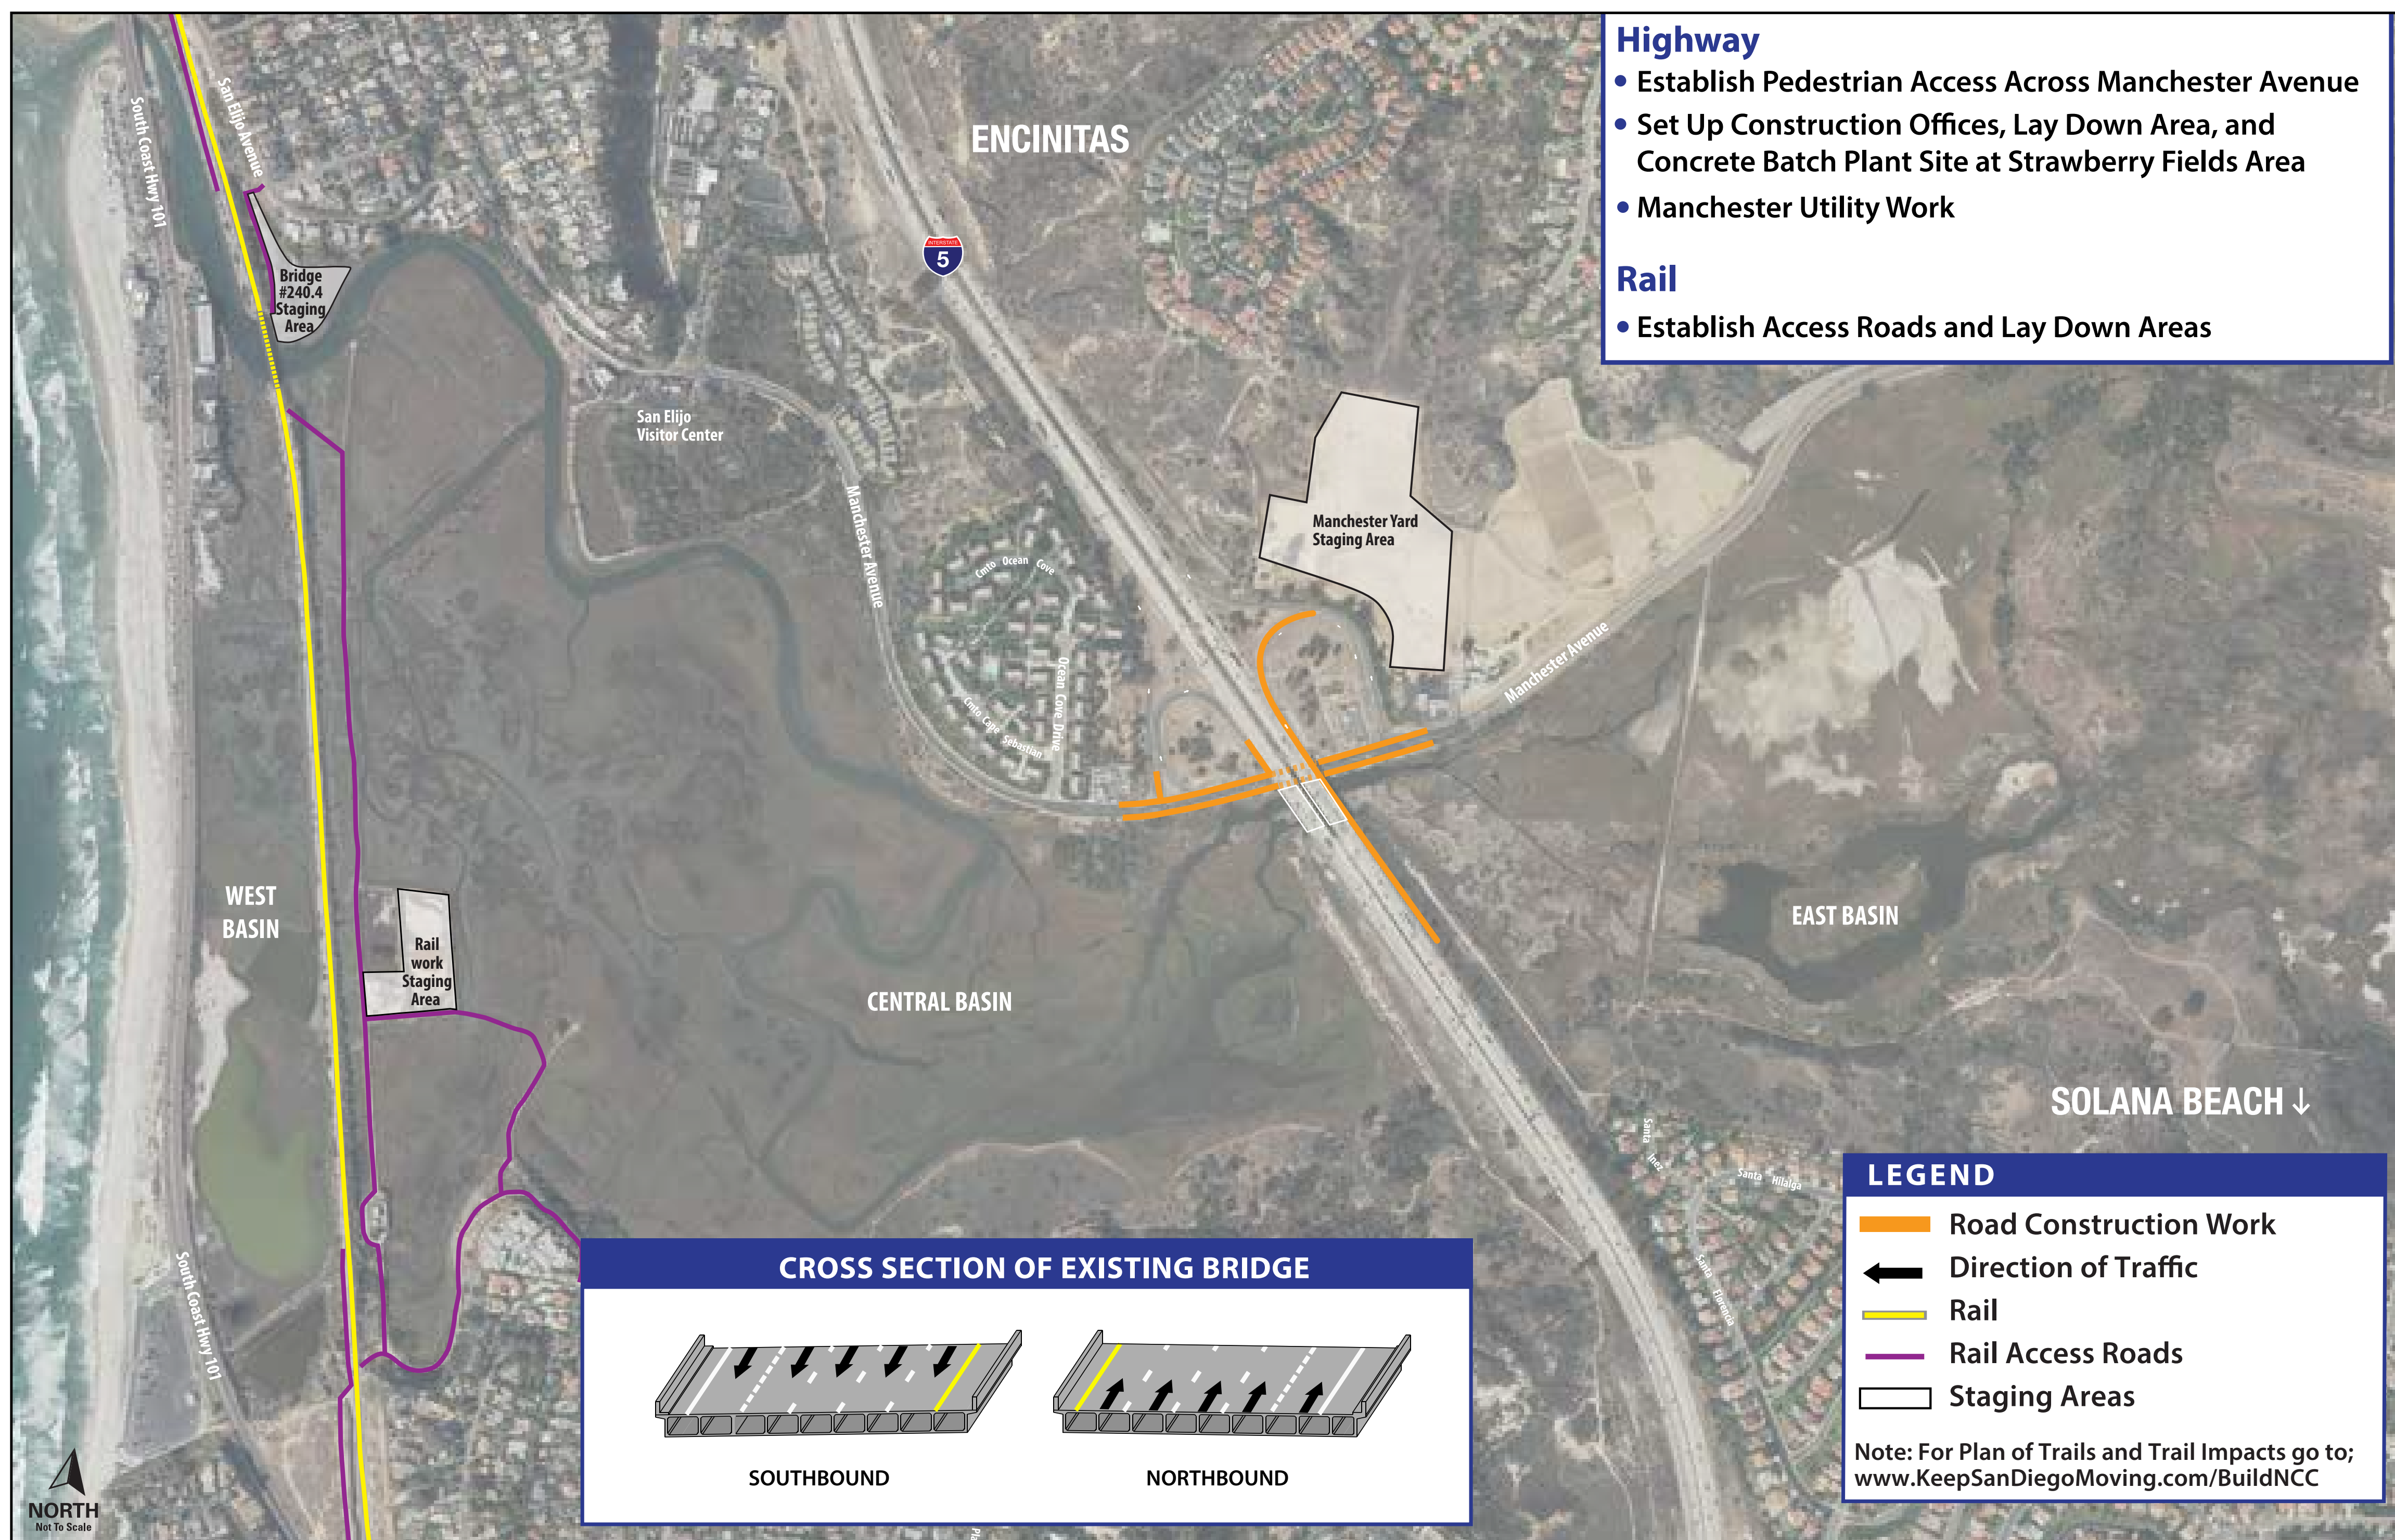 Highway
• Establish Pedestrian Access Across Manchester Avenue
• Set Up Construction Offices, Lay Down Area, and
Concrete Batch Plant Site at Strawberry Fields Area
• Manchester Utility Work
Rail
• Establish Access Roads and Lay Down Areas
ENCINITAS
South Coast Hwy 101
San Elijo Avenue
Bridge
#240.4
Staging
Area
INTERSTATE
5
San Elijo
Visitor Center
Manchester Avenue
Manchester Yard
Staging Area
Cmto Ocean Cove
Ocean Cove Drive
Cmto Cape Sebastian
Manchester Avenue
WEST
BASIN
Rail
work
Staging
Area
CENTRAL BASIN
EAST BASIN
SOLANA BEACH ↓
Santa Inez
Santa Hilalga
Santa Florencia
South Coast Hwy 101
CROSS SECTION OF EXISTING BRIDGE
SOUTHBOUND
NORTHBOUND
LEGEND
Road Construction Work
Direction of Traffic
Rail
Rail Access Roads
Staging Areas
Note: For Plan of Trails and Trail Impacts go to;
www.KeepSanDiegoMoving.com/BuildNCC
NORTH
Not To Scale